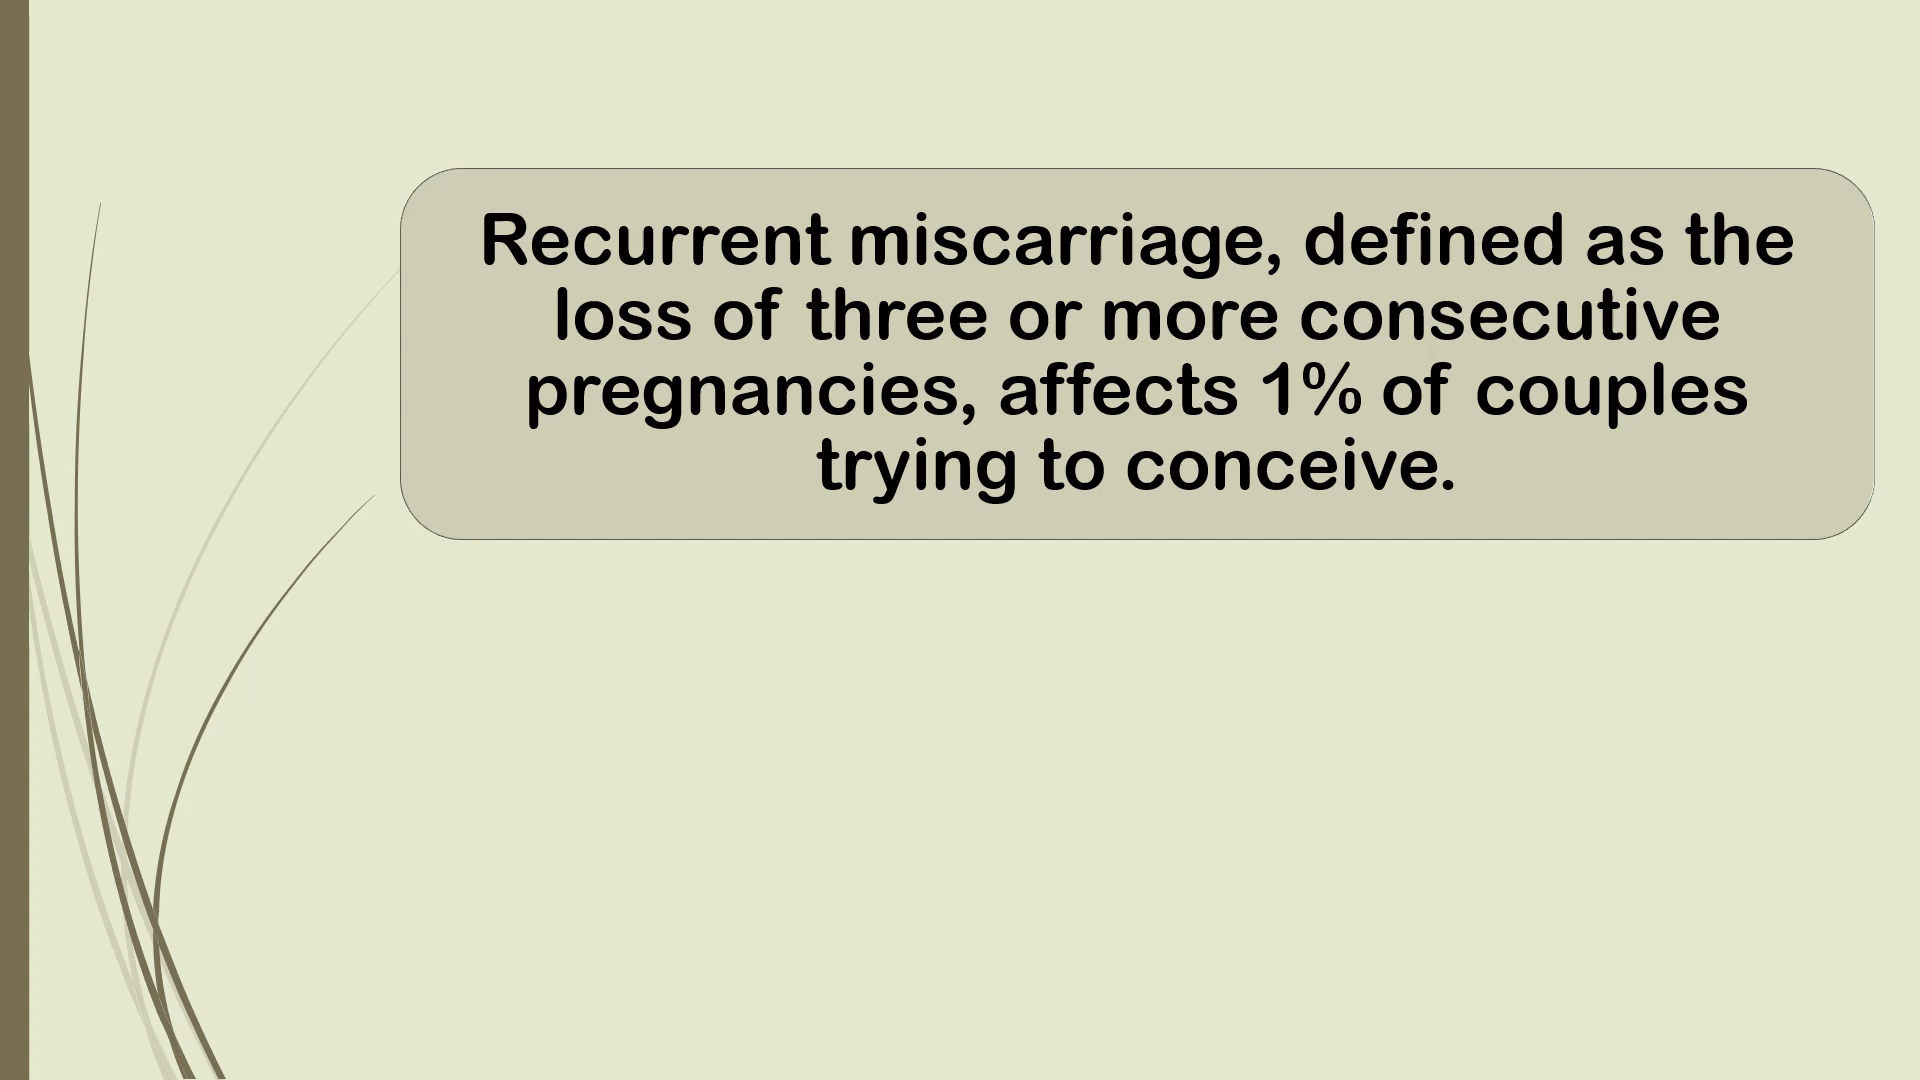 Recurrent miscarriage, defined as the
loss of three or more consecutive
pregnancies, affects 1% of couples
trying to conceive.